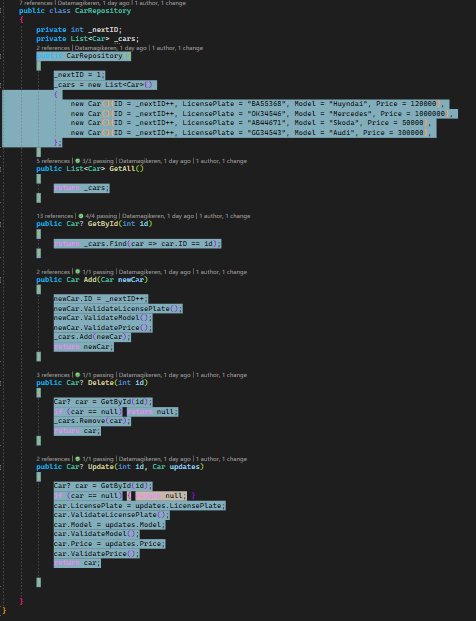 7 references | Datamagikeren, 1 day ago | 1 author, 1 change
public class CarRepository
{
private int _nextID;
private List<Car> _cars;
2 references | Datamagikeren, 1 day ago | 1 author, 1 change
public CarRepository
{
_nextID = 1;
_cars = new List<Car>()
{
new Car() { ID = _nextID++, LicensePlate = "BA55368", Model = "Huyndai", Price = 120000 },
new Car() { ID = _nextID++, LicensePlate = "OK34546", Model = "Mercedes", Price = 1000000 },
new Car() { ID = _nextID++, LicensePlate = "AB44671", Model = "Skoda", Price = 50000 },
new Car() { ID = _nextID++, LicensePlate = "GG34543", Model = "Audi", Price = 300000 },
};
}
5 references | 3/3 passing | Datamagikeren, 1 day ago | 1 author, 1 change
public List<Car> GetAll()
{
return _cars;
}
13 references | 4/4 passing | Datamagikeren, 1 day ago | 1 author, 1 change
public Car? GetById(int id)
{
return _cars.Find(car => car.ID == id);
}
2 references | 1/1 passing | Datamagikeren, 1 day ago | 1 author, 1 change
public Car Add(Car newCar)
{
newCar.ID = _nextID++;
newCar.ValidateLicensePlate();
newCar.ValidateModel();
newCar.ValidatePrice();
_cars.Add(newCar);
return newCar;
}
3 references | 1/1 passing | Datamagikeren, 1 day ago | 1 author, 1 change
public Car? Delete(int id)
{
Car? car = GetById(id);
if (car == null) return null;
_cars.Remove(car);
return car;
}
2 references | 1/1 passing | Datamagikeren, 1 day ago | 1 author, 1 change
public Car? Update(int id, Car updates)
{
Car? car = GetById(id);
if (car == null) { return null; }
car.LicensePlate = updates.LicensePlate;
car.ValidateLicensePlate();
car.Model = updates.Model;
car.ValidateModel();
car.Price = updates.Price;
car.ValidatePrice();
return car;
}
}
}